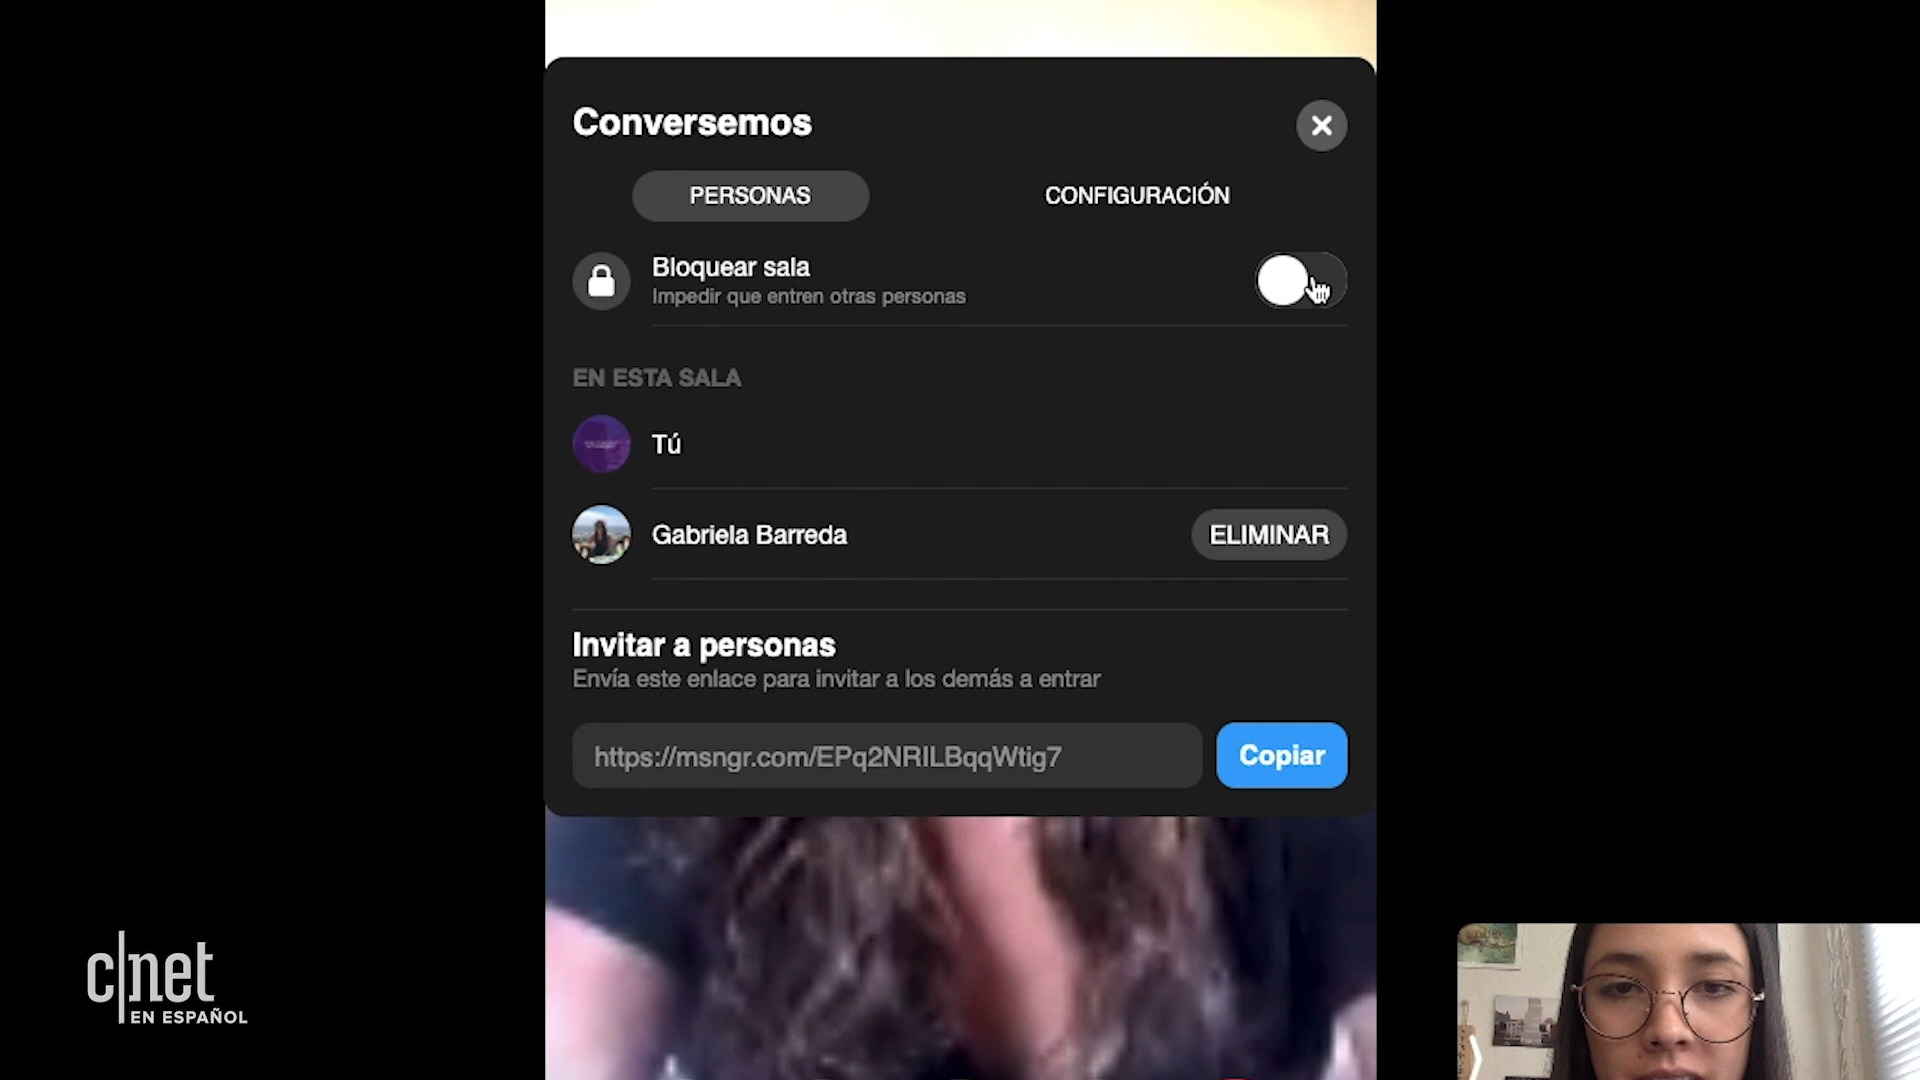 Conversemos
PERSONAS
CONFIGURACIÓN
Bloquear sala
Impedir que entren otras personas
EN ESTA SALA
Tú
Gabriela Barreda
ELIMINAR
Invitar a personas
Envía este enlace para invitar a los demás a entrar
https://msngr.com/EPq2NRILBqqWtig7
Copiar
c|net
EN ESPAÑOL